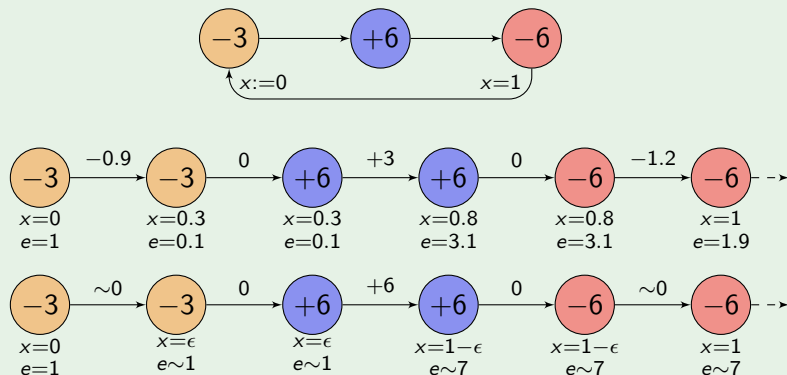 −3 +6 −6
x:=0 x=1
−0.9 0 +3 0 −1.2
−3 −3 +6 +6 −6 −6
x=0 x=0.3 x=0.3 x=0.8 x=0.8 x=1
e=1 e=0.1 e=0.1 e=3.1 e=3.1 e=1.9
∼0 0 +6 0 ∼0
−3 −3 +6 +6 −6 −6
x=0 x=ϵ x=ϵ x=1−ϵ x=1−ϵ x=1
e=1 e∼1 e∼1 e∼7 e∼7 e∼7